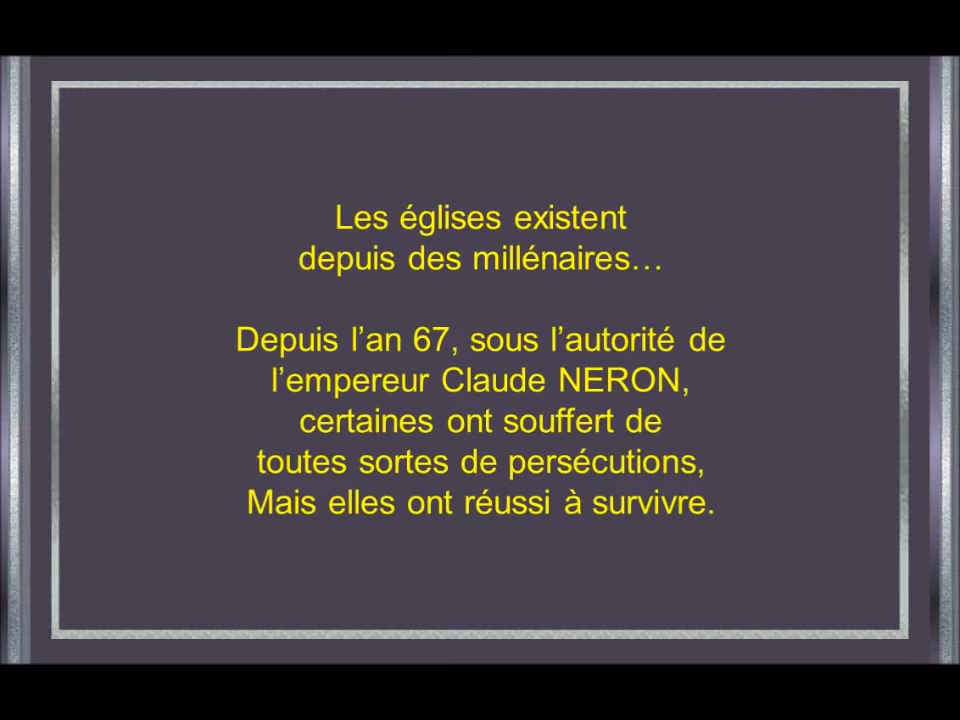 Les églises existent
depuis des millénaires…
Depuis l’an 67, sous l’autorité de
l’empereur Claude NERON,
certaines ont souffert de
toutes sortes de persécutions,
Mais elles ont réussi à survivre.